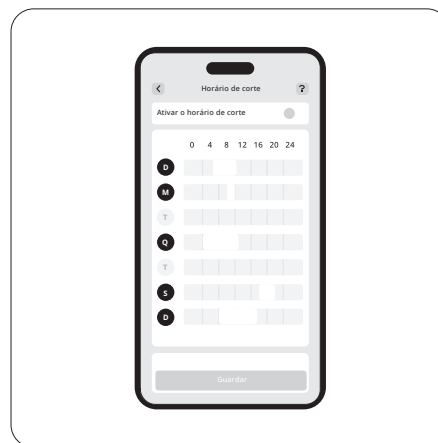 Horário de corte ?
Ativar o horário de corte
0 4 8 12 16 20 24
D
M
T
Q
T
S
D
Guardar